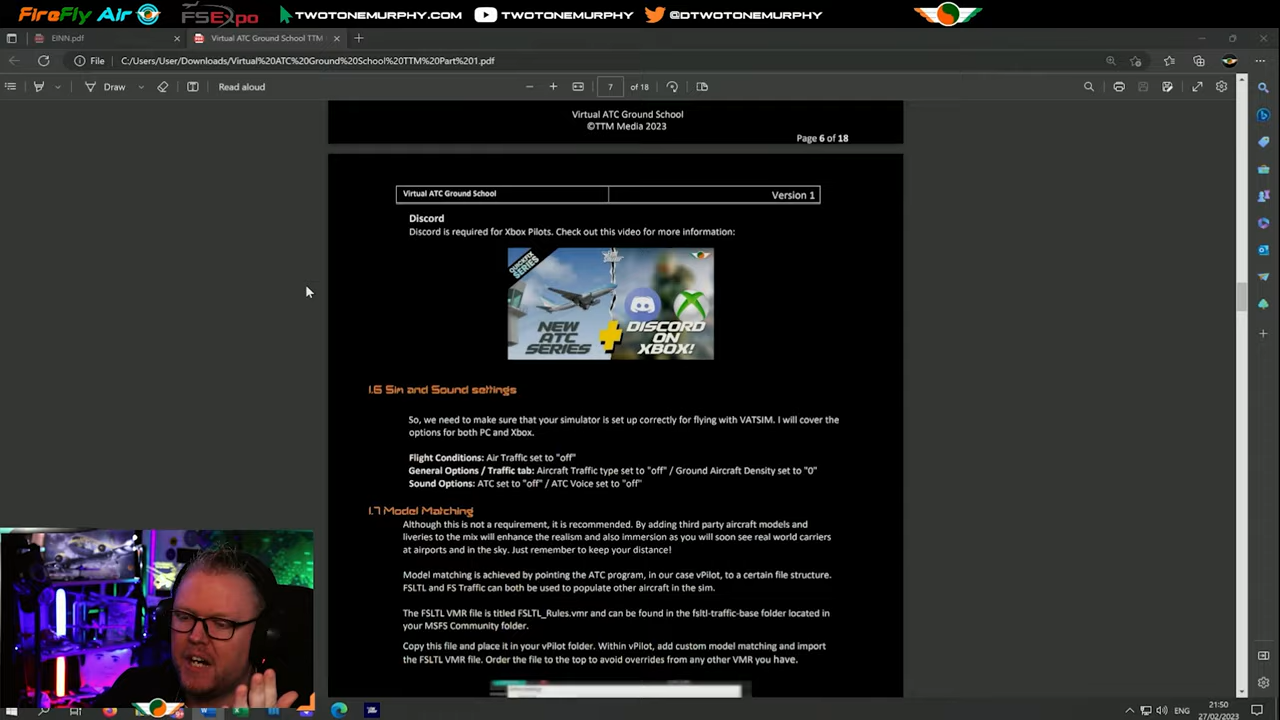 FireFly Air FSExpo TWOTONEMURPHY.COM TWOTONEMURPHY @DTWOTONEMURPHY
EINN.pdf Virtual ATC Ground School TTM
File C:/Users/User/Downloads/Virtual%20ATC%20Ground%20School%20TTM%20Part%201.pdf
Draw Read aloud 7 of 18
Virtual ATC Ground School
©TTM Media 2023
Page 6 of 18
Virtual ATC Ground School Version 1
Discord
Discord is required for Xbox Pilots. Check out this video for more information:
QUICKFIX
SERIES
NEW
ATC
SERIES
DISCORD
ON
XBOX!
1.6 Sim and Sound settings
So, we need to make sure that your simulator is set up correctly for flying with VATSIM. I will cover the
options for both PC and Xbox.
Flight Conditions: Air Traffic set to "off"
General Options / Traffic tab: Aircraft Traffic type set to "off" / Ground Aircraft Density set to "0"
Sound Options: ATC set to "off" / ATC Voice set to "off"
1.7 Model Matching
Although this is not a requirement, it is recommended. By adding third party aircraft models and
liveries to the mix will enhance the realism and also immersion as you will soon see real world carriers
at airports and in the sky. Just remember to keep your distance!
Model matching is achieved by pointing the ATC program, in our case vPilot, to a certain file structure.
FSLTL and FS Traffic can both be used to populate other aircraft in the sim.
The FSLTL VMR file is titled FSLTL_Rules.vmr and can be found in the fsltl-traffic-base folder located in
your MSFS Community folder.
Copy this file and place it in your vPilot folder. Within vPilot, add custom model matching and import
the FSLTL VMR file. Order the file to the top to avoid overrides from any other VMR you have.
ENG
21:50
27/02/2023